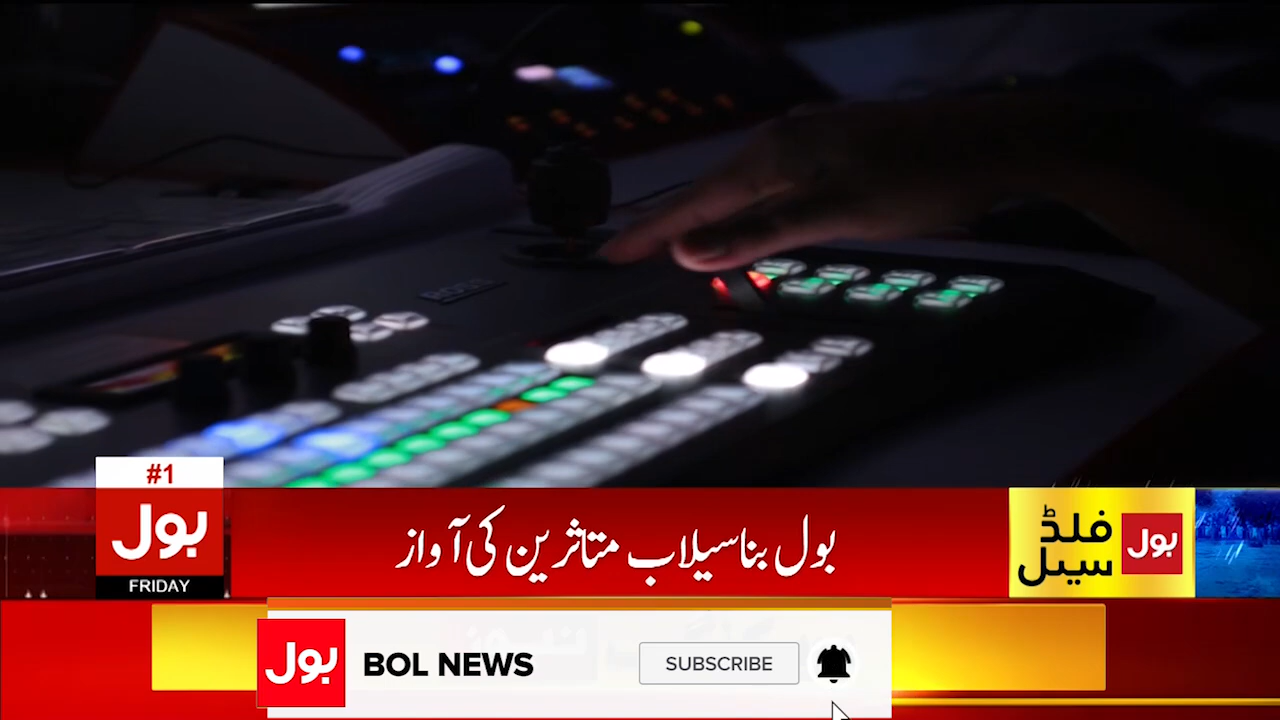 #1
بول
FRIDAY
بول بنا سیلاب متاثرین کی آواز
فلڈ
سیل
بول
بول
BOL NEWS
SUBSCRIBE